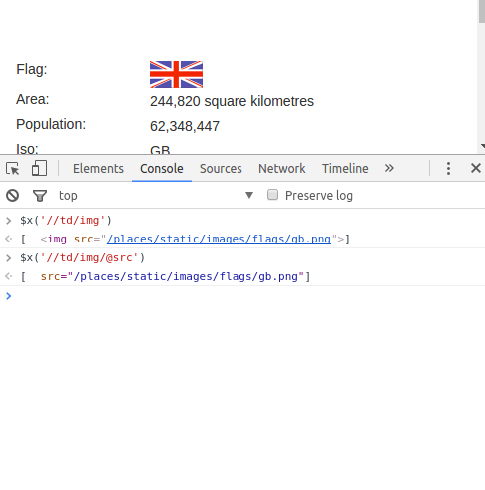 Flag:
Area: 244,820 square kilometres
Population: 62,348,447
Iso: GB
Elements Console Sources Network Timeline »
top Preserve log
$x('//td/img')
[ <img src="/places/static/images/flags/gb.png">]
$x('//td/img/@src')
[ src="/places/static/images/flags/gb.png"]